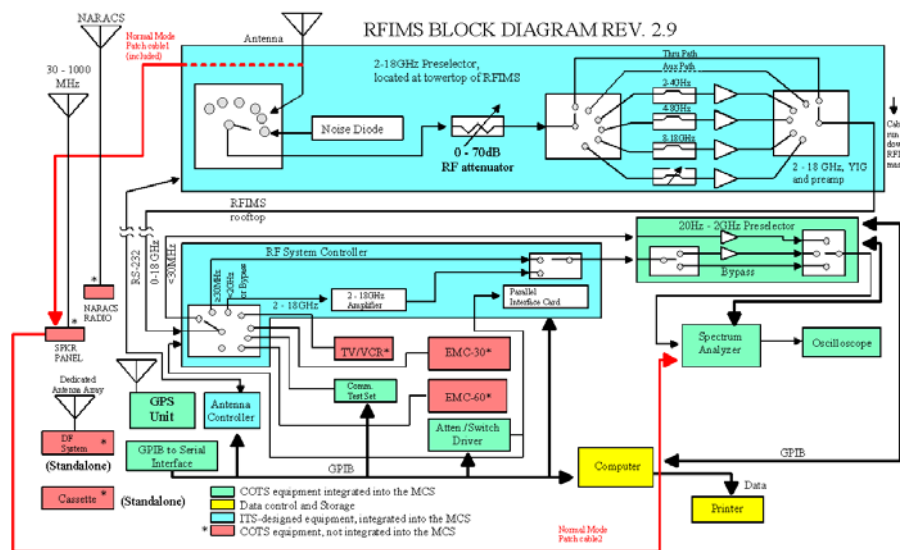 RFIMS BLOCK DIAGRAM REV. 2.9
NARACS
Normal Mode
Patch cable1
(included)
Antenna
30 - 1000
MHz
2-18GHz Preselector,
located at towertop of RFIMS
Noise Diode
0 - 70dB
RF attenuator
Thru Path
Aux Path
2-4GHz
4-8GHz
8-18GHz
2 - 18 GHz, YIG
and preamp
Cab
run
dow
RFI
mas
RFIMS
rooftop
RS-232
0-18 GHz
<30MHz
RF System Controller
≥30MHz
<20Hz
or Bypass
2 - 18GHz
2 - 18GHz
Amplifier
Parallel
Interface Card
20Hz - 2GHz Preselector
Bypass
*
NARACS
RADIO
*
SPKR
PANEL
TV/VCR*
EMC-30*
Spectrum
Analyzer
Oscilloscope
Dedicated
Antenna Array
GPS
Unit
Antenna
Controller
Comm.
Test Set
EMC-60*
Atten./Switch
Driver
DF
System *
(Standalone)
GPIB to Serial
Interface
GPIB
Computer
GPIB
Cassette *
(Standalone)
Data
Printer
COTS equipment integrated into the MCS
Data control and Storage
ITS-designed equipment, integrated into the MCS
* COTS equipment, not integrated into the MCS
Normal Mode
Patch cable2